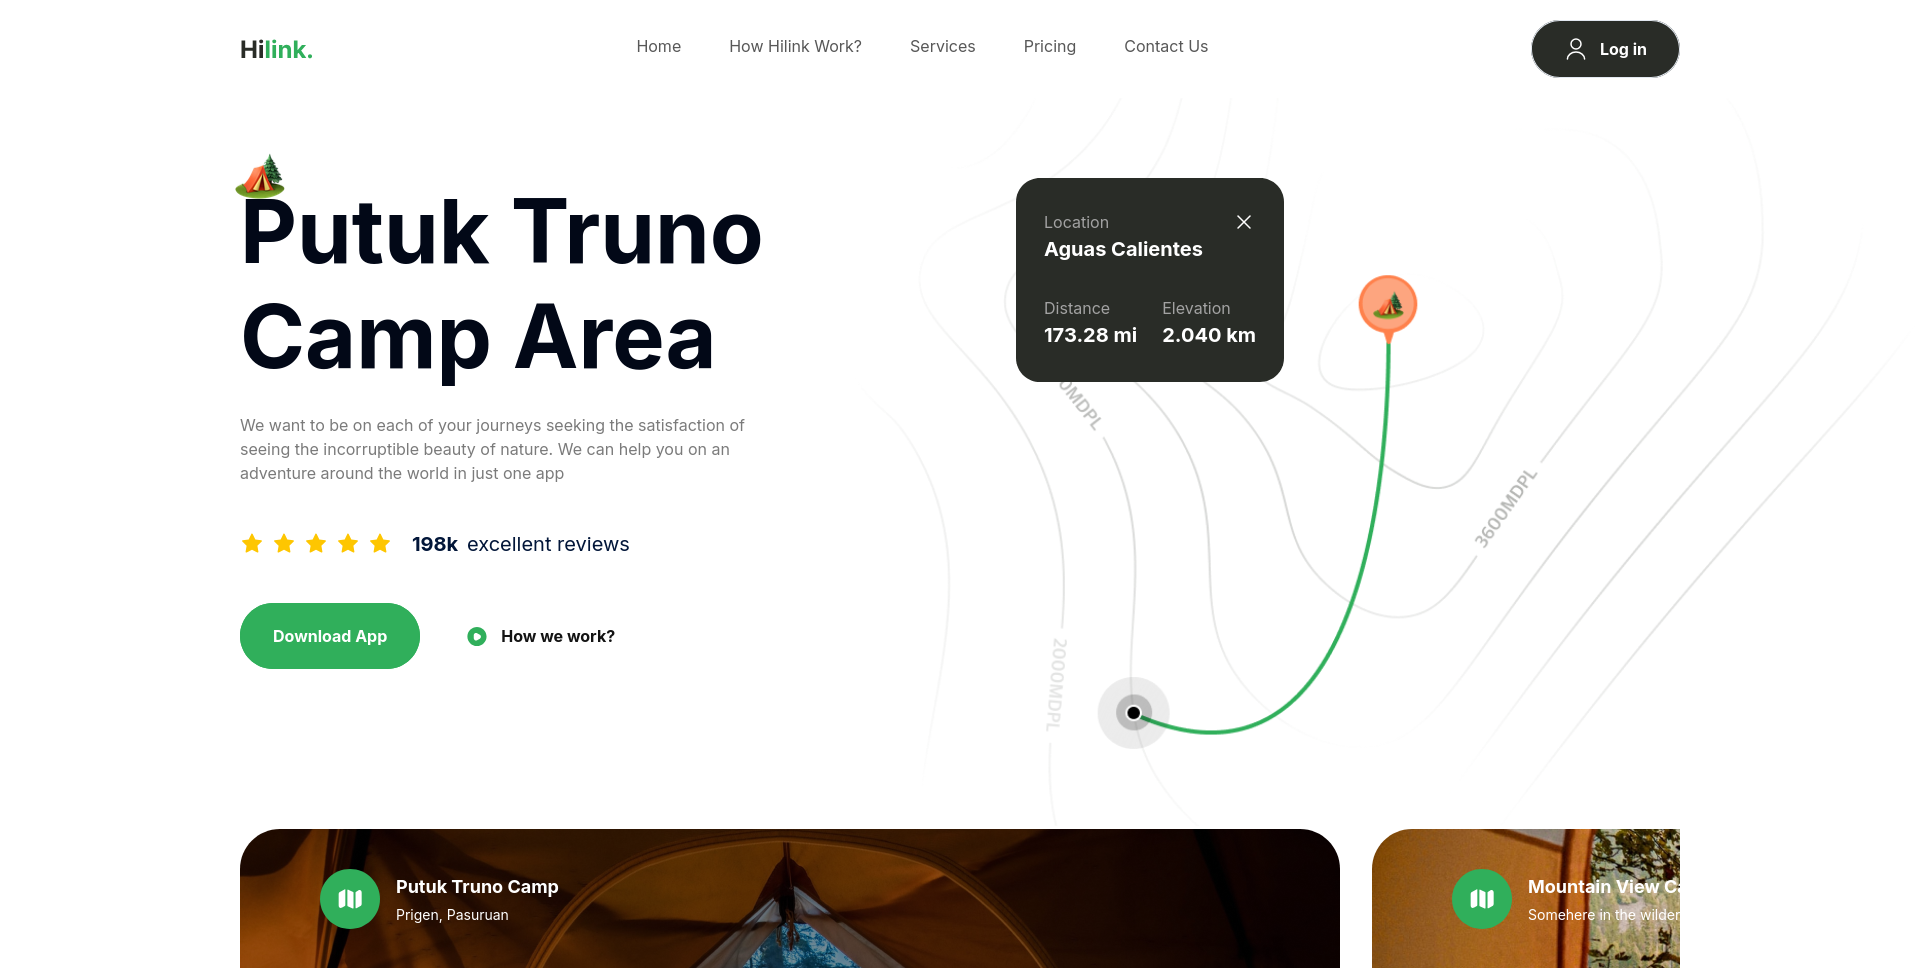 Hilink.
Home
How Hilink Work?
Services
Pricing
Contact Us
Log in
Putuk Truno
Camp Area
We want to be on each of your journeys seeking the satisfaction of
seeing the incorruptible beauty of nature. We can help you on an
adventure around the world in just one app
198k excellent reviews
Download App
How we work?
Location
Aguas Calientes
Distance
Elevation
173.28 mi
2.040 km
0MDPL
3600MDPL
2000MDPL
Putuk Truno Camp
Prigen, Pasuruan
Mountain View Ca
Somehere in the wilder